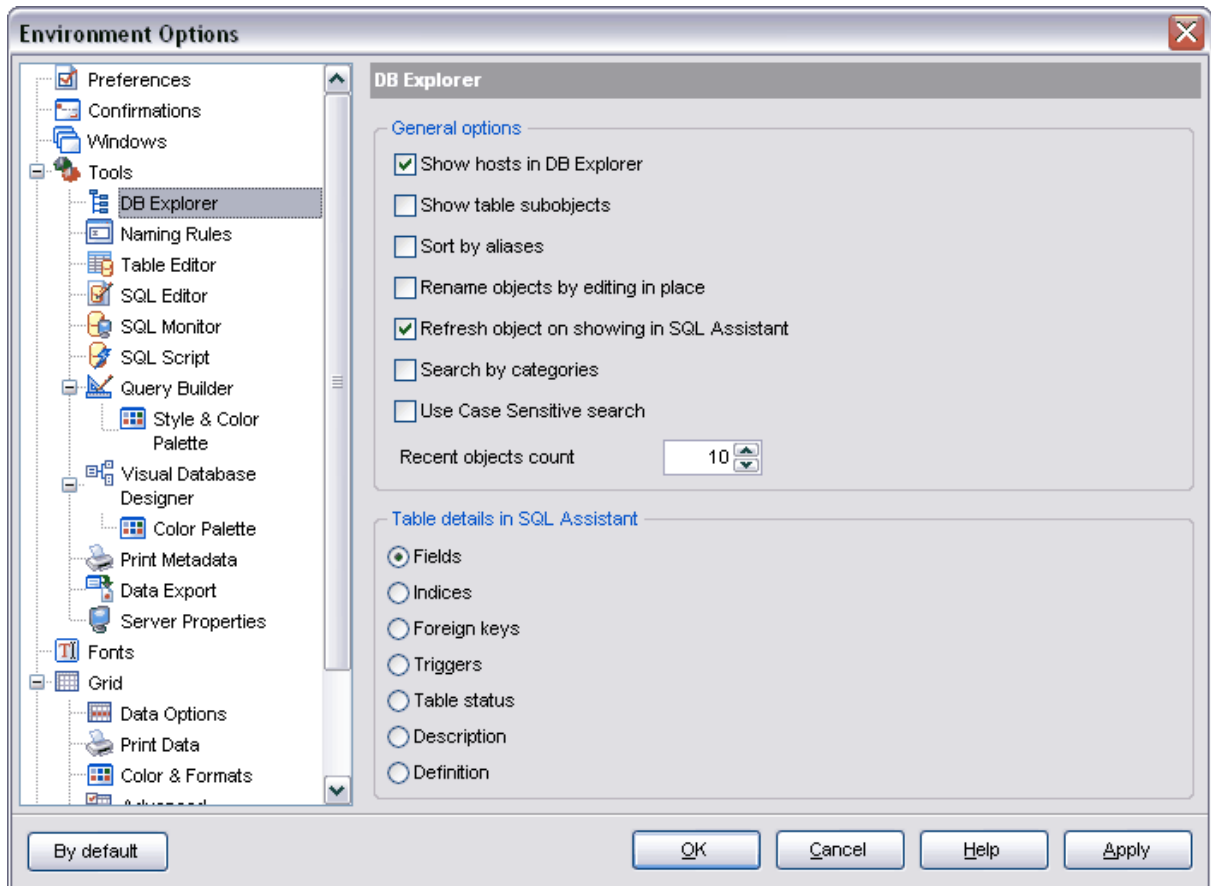 Environment Options
Preferences
Confirmations
Windows
Tools
DB Explorer
Naming Rules
Table Editor
SQL Editor
SQL Monitor
SQL Script
Query Builder
Style & Color
Palette
Visual Database
Designer
Color Palette
Print Metadata
Data Export
Server Properties
Fonts
Grid
Data Options
Print Data
Color & Formats
Advanced
DB Explorer
General options
Show hosts in DB Explorer
Show table subobjects
Sort by aliases
Rename objects by editing in place
Refresh object on showing in SQL Assistant
Search by categories
Use Case Sensitive search
Recent objects count 10
Table details in SQL Assistant
Fields
Indices
Foreign keys
Triggers
Table status
Description
Definition
By default OK Cancel Help Apply